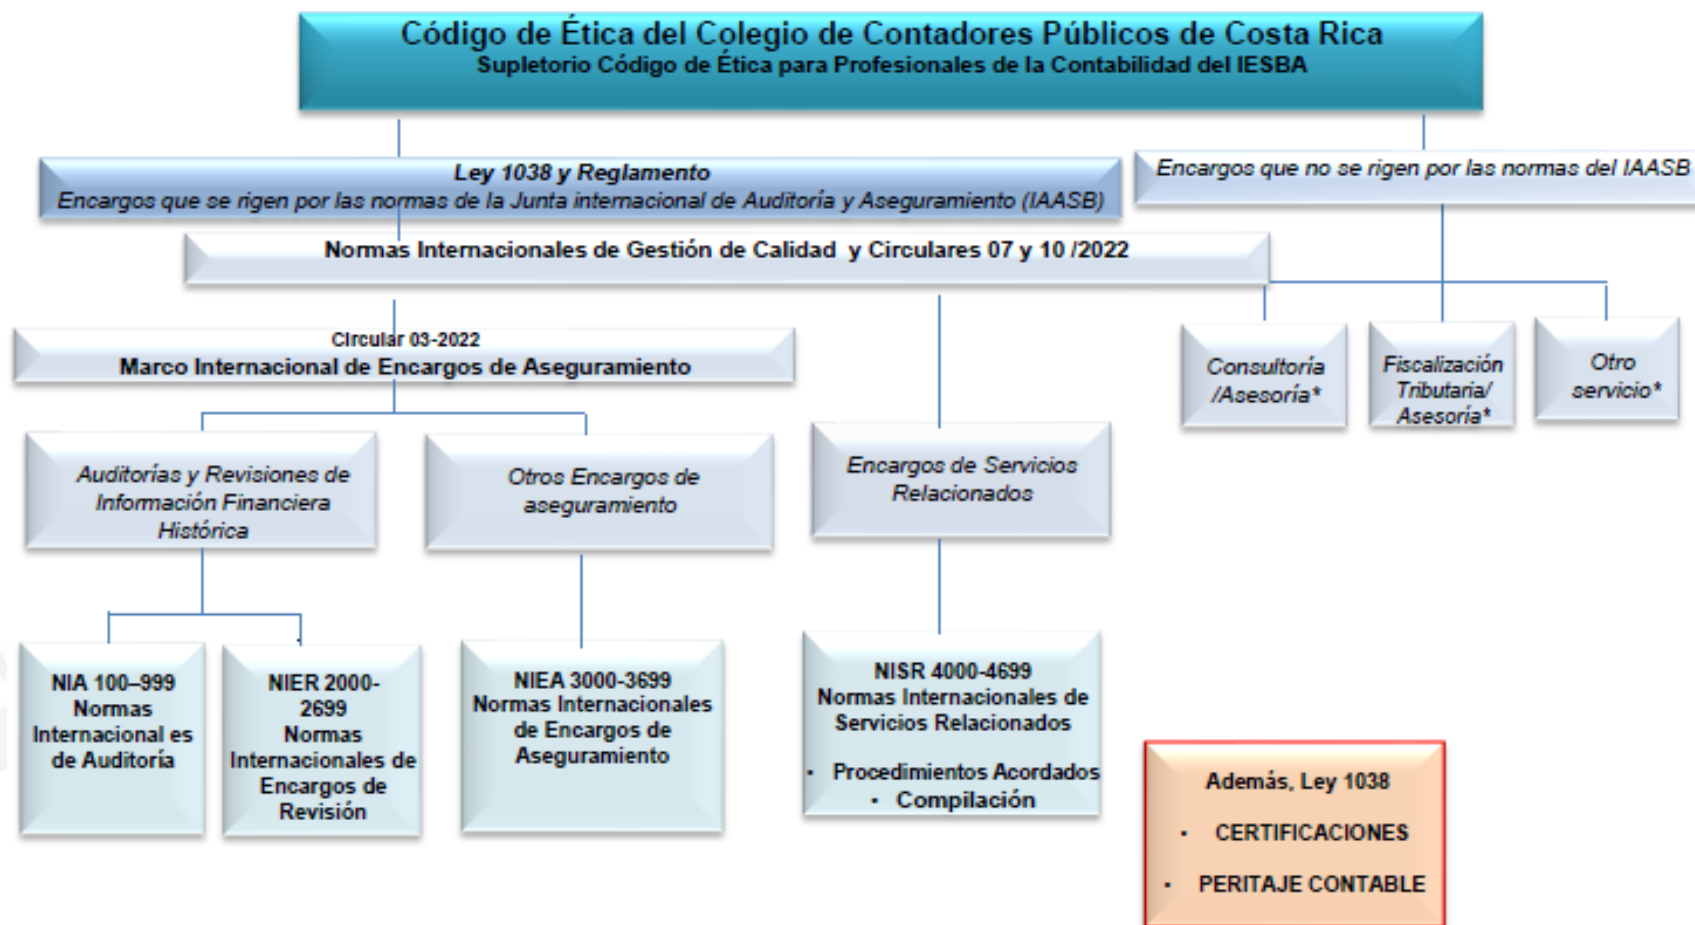 Código de Ética del Colegio de Contadores Públicos de Costa Rica
Supletorio Código de Ética para Profesionales de la Contabilidad del IESBA
Ley 1038 y Reglamento
Encargos que se rigen por las normas de la Junta internacional de Auditoría y Aseguramiento (IAASB)
Encargos que no se rigen por las normas del IAASB
Normas Internacionales de Gestión de Calidad y Circulares 07 y 10 /2022
Circular 03-2022
Marco Internacional de Encargos de Aseguramiento
Consultoría
/Asesoría*
Fiscalización
Tributaria/
Asesoría*
Otro
servicio*
Auditorías y Revisiones de
Información Financiera
Histórica
Otros Encargos de
aseguramiento
Encargos de Servicios
Relacionados
NIA 100–999
Normas
Internacional es
de Auditoría
NIER 2000-
2699
Normas
Internacionales de
Encargos de
Revisión
NIEA 3000-3699
Normas Internacionales
de Encargos de
Aseguramiento
NISR 4000-4699
Normas Internacionales de
Servicios Relacionados
• Procedimientos Acordados
• Compilación
Además, Ley 1038
• CERTIFICACIONES
• PERITAJE CONTABLE